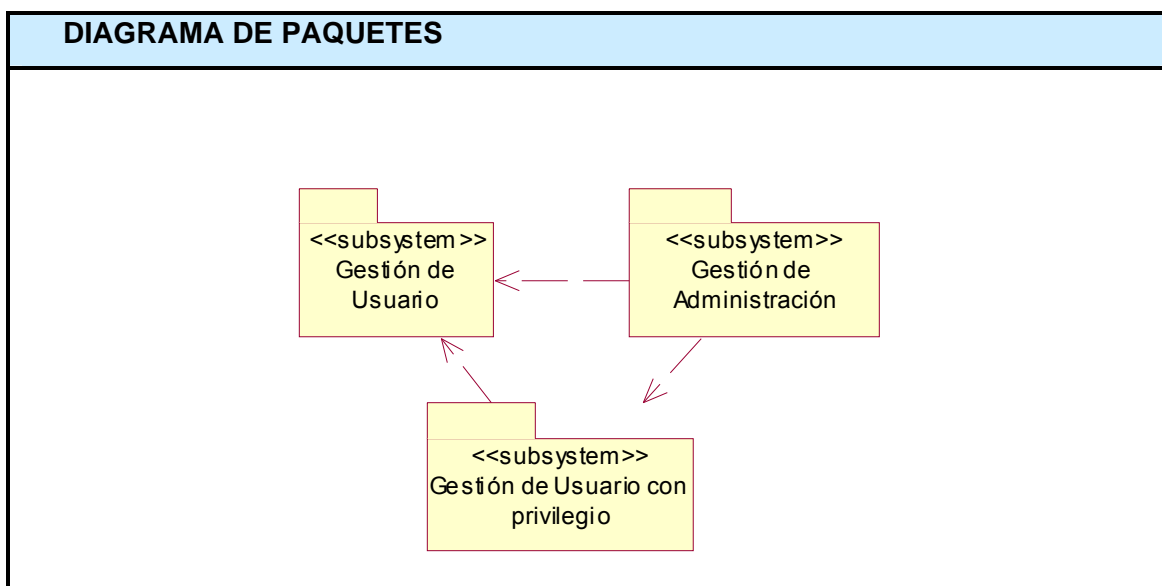 DIAGRAMA DE PAQUETES
<<subsystem>>
Gestión de
Usuario
<<subsystem>>
Gestión de
Administración
<<subsystem>>
Gestión de Usuario con
privilegio